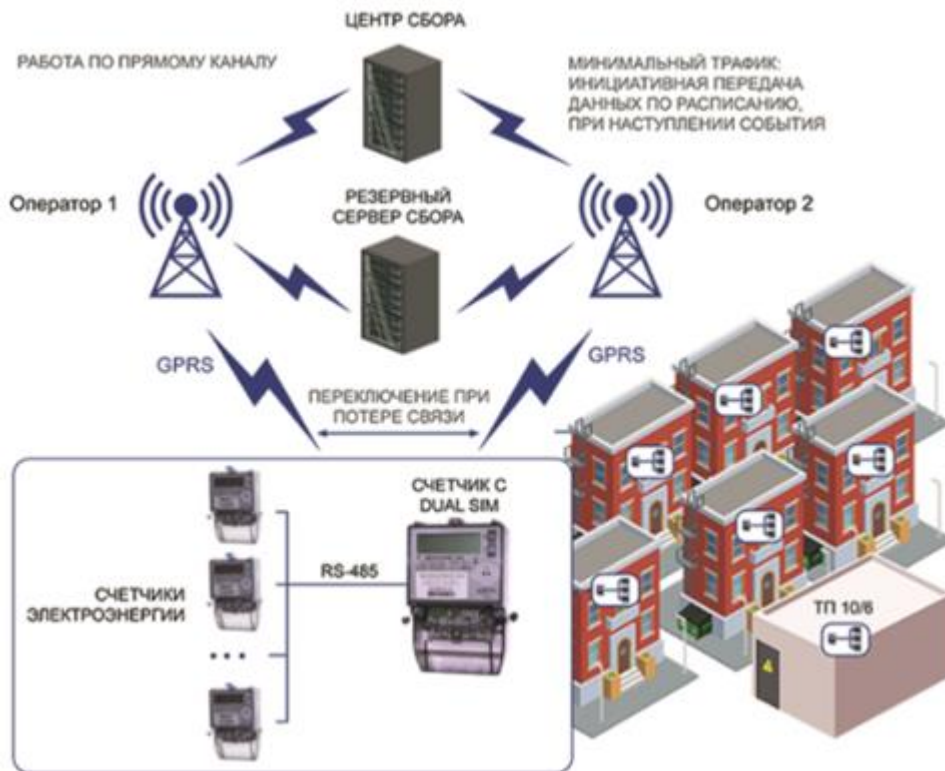 ЦЕНТР СБОРА
РАБОТА ПО ПРЯМОМУ КАНАЛУ
МИНИМАЛЬНЫЙ ТРАФИК:
ИНИЦИАТИВНАЯ ПЕРЕДАЧА
ДАННЫХ ПО РАСПИСАНИЮ,
ПРИ НАСТУПЛЕНИИ СОБЫТИЯ
Оператор 1
РЕЗЕРВНЫЙ
СЕРВЕР СБОРА
Оператор 2
GPRS
GPRS
ПЕРЕКЛЮЧЕНИЕ ПРИ
ПОТЕРЕ СВЯЗИ
СЧЕТЧИК С
DUAL SIM
RS-485
СЧЕТЧИКИ
ЭЛЕКТРОЭНЕРГИИ
...
ТП 10/6